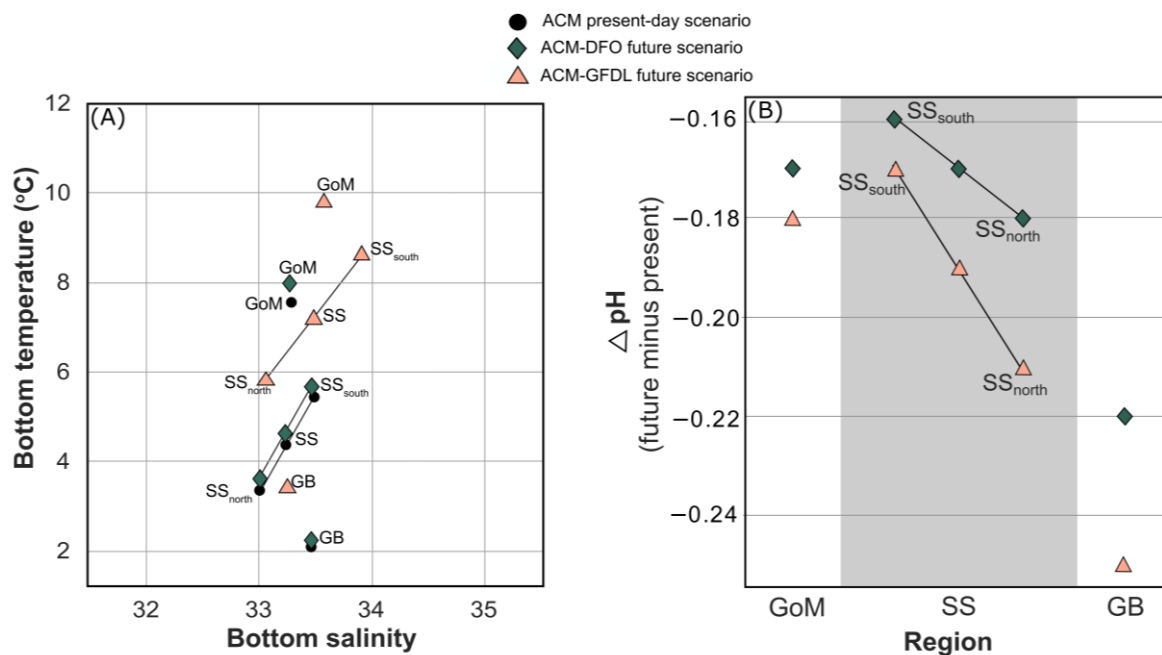 ACM present-day scenario
ACM-DFO future scenario
ACM-GFDL future scenario
(A)
Bottom temperature (°C)
12
10
8
6
4
2
GoM
SSsouth
GoM
GoM
SS
SSnorth
SSsouth
SS
GB
SSnorth
GB
32
33
34
35
Bottom salinity
(B)
△ pH
(future minus present)
−0.16
−0.18
−0.20
−0.22
−0.24
SSsouth
SSsouth
SSnorth
SSnorth
GoM
SS
GB
Region